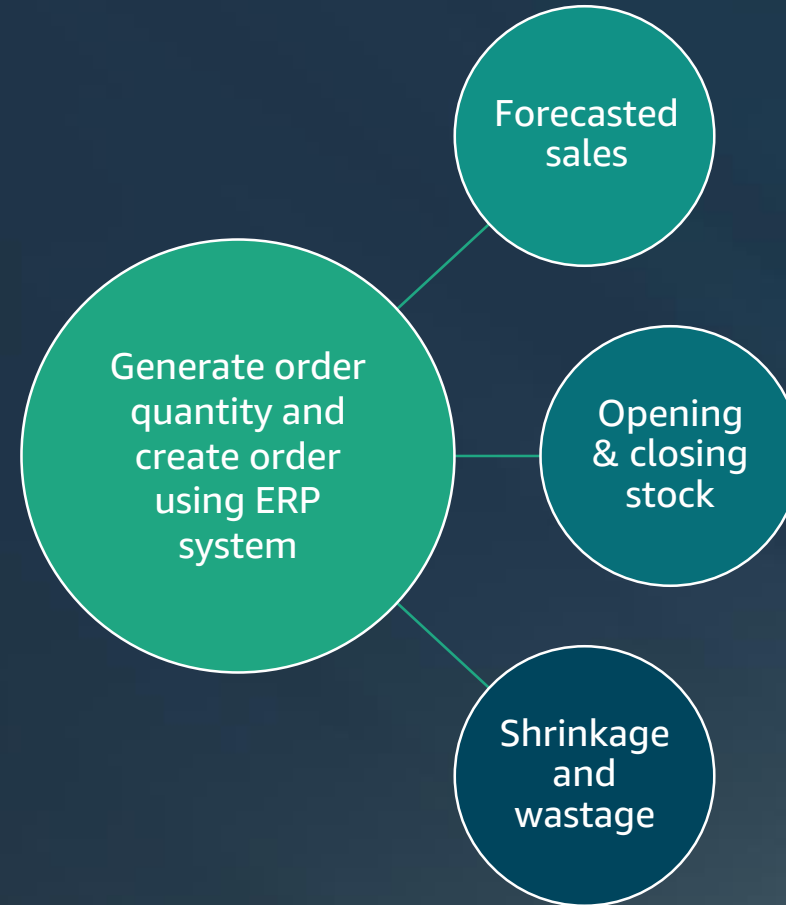 Forecasted
sales
Generate order
quantity and
create order
using ERP
system
Opening
& closing
stock
Shrinkage
and
wastage